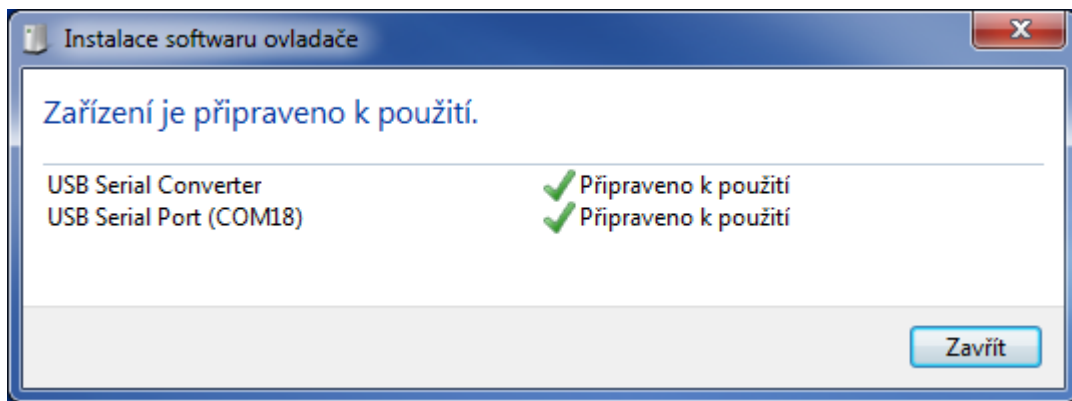 Instalace softwaru ovladače
Zařízení je připraveno k použití.
USB Serial Converter Připraveno k použití
USB Serial Port (COM18) Připraveno k použití
Zavřít